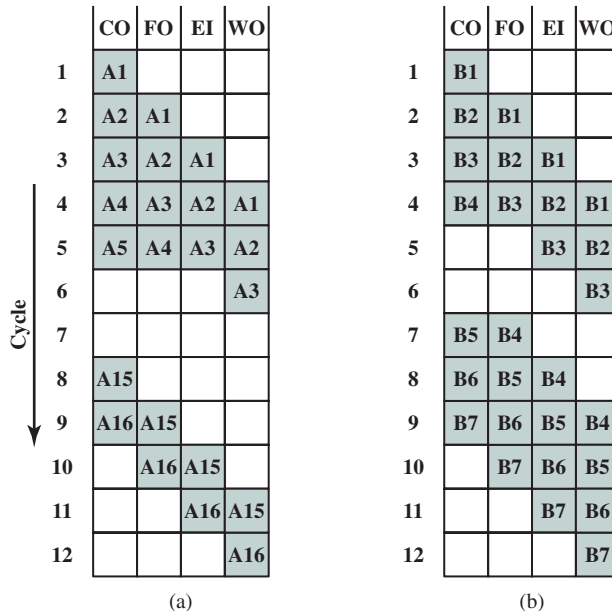 CO FO EI WO CO FO EI WO
1 A1 1 B1
2 A2 A1 2 B2 B1
3 A3 A2 A1 3 B3 B2 B1
4 A4 A3 A2 A1 4 B4 B3 B2 B1
5 A5 A4 A3 A2 5 B3 B2
6 A3 6 B3
7 7 B5 B4
8 A15 8 B6 B5 B4
9 A16 A15 9 B7 B6 B5 B4
10 A16 A15 10 B7 B6 B5
11 A16 A15 11 B7 B6
12 A16 12 B7
Cycle
(a) (b)